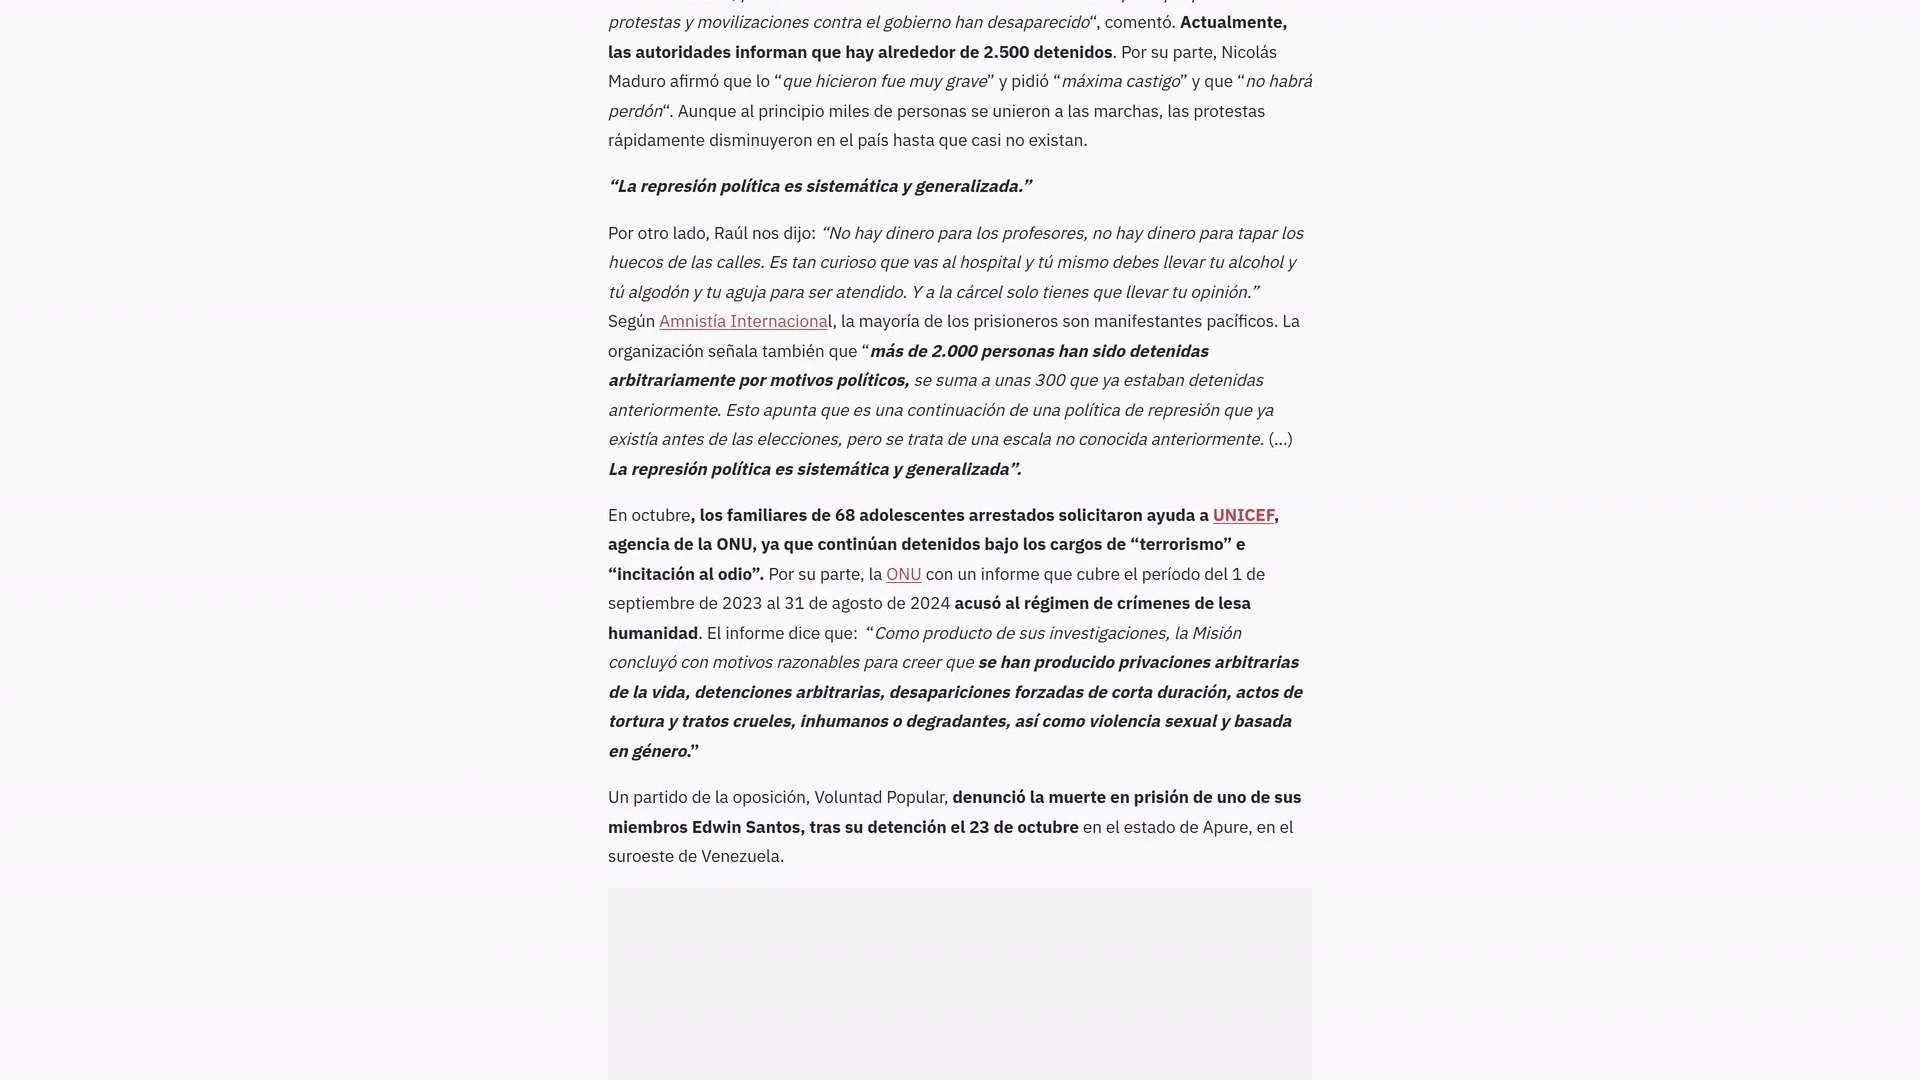 protestas y movilizaciones contra el gobierno han desaparecido“, comentó. Actualmente,
las autoridades informan que hay alrededor de 2.500 detenidos. Por su parte, Nicolás
Maduro afirmó que lo “que hicieron fue muy grave” y pidió “máxima castigo” y que “no habrá
perdón“. Aunque al principio miles de personas se unieron a las marchas, las protestas
rápidamente disminuyeron en el país hasta que casi no existan.
“La represión política es sistemática y generalizada.”
Por otro lado, Raúl nos dijo: “No hay dinero para los profesores, no hay dinero para tapar los
huecos de las calles. Es tan curioso que vas al hospital y tú mismo debes llevar tu alcohol y
tú algodón y tu aguja para ser atendido. Y a la cárcel solo tienes que llevar tu opinión.”
Según Amnistía Internacional, la mayoría de los prisioneros son manifestantes pacíficos. La
organización señala también que “más de 2.000 personas han sido detenidas
arbitrariamente por motivos políticos, se suma a unas 300 que ya estaban detenidas
anteriormente. Esto apunta que es una continuación de una política de represión que ya
existía antes de las elecciones, pero se trata de una escala no conocida anteriormente. (…)
La represión política es sistemática y generalizada”.
En octubre, los familiares de 68 adolescentes arrestados solicitaron ayuda a UNICEF,
agencia de la ONU, ya que continúan detenidos bajo los cargos de “terrorismo” e
“incitación al odio”. Por su parte, la ONU con un informe que cubre el período del 1 de
septiembre de 2023 al 31 de agosto de 2024 acusó al régimen de crímenes de lesa
humanidad. El informe dice que:  “Como producto de sus investigaciones, la Misión
concluyó con motivos razonables para creer que se han producido privaciones arbitrarias
de la vida, detenciones arbitrarias, desapariciones forzadas de corta duración, actos de
tortura y tratos crueles, inhumanos o degradantes, así como violencia sexual y basada
en género.”
Un partido de la oposición, Voluntad Popular, denunció la muerte en prisión de uno de sus
miembros Edwin Santos, tras su detención el 23 de octubre en el estado de Apure, en el
suroeste de Venezuela.